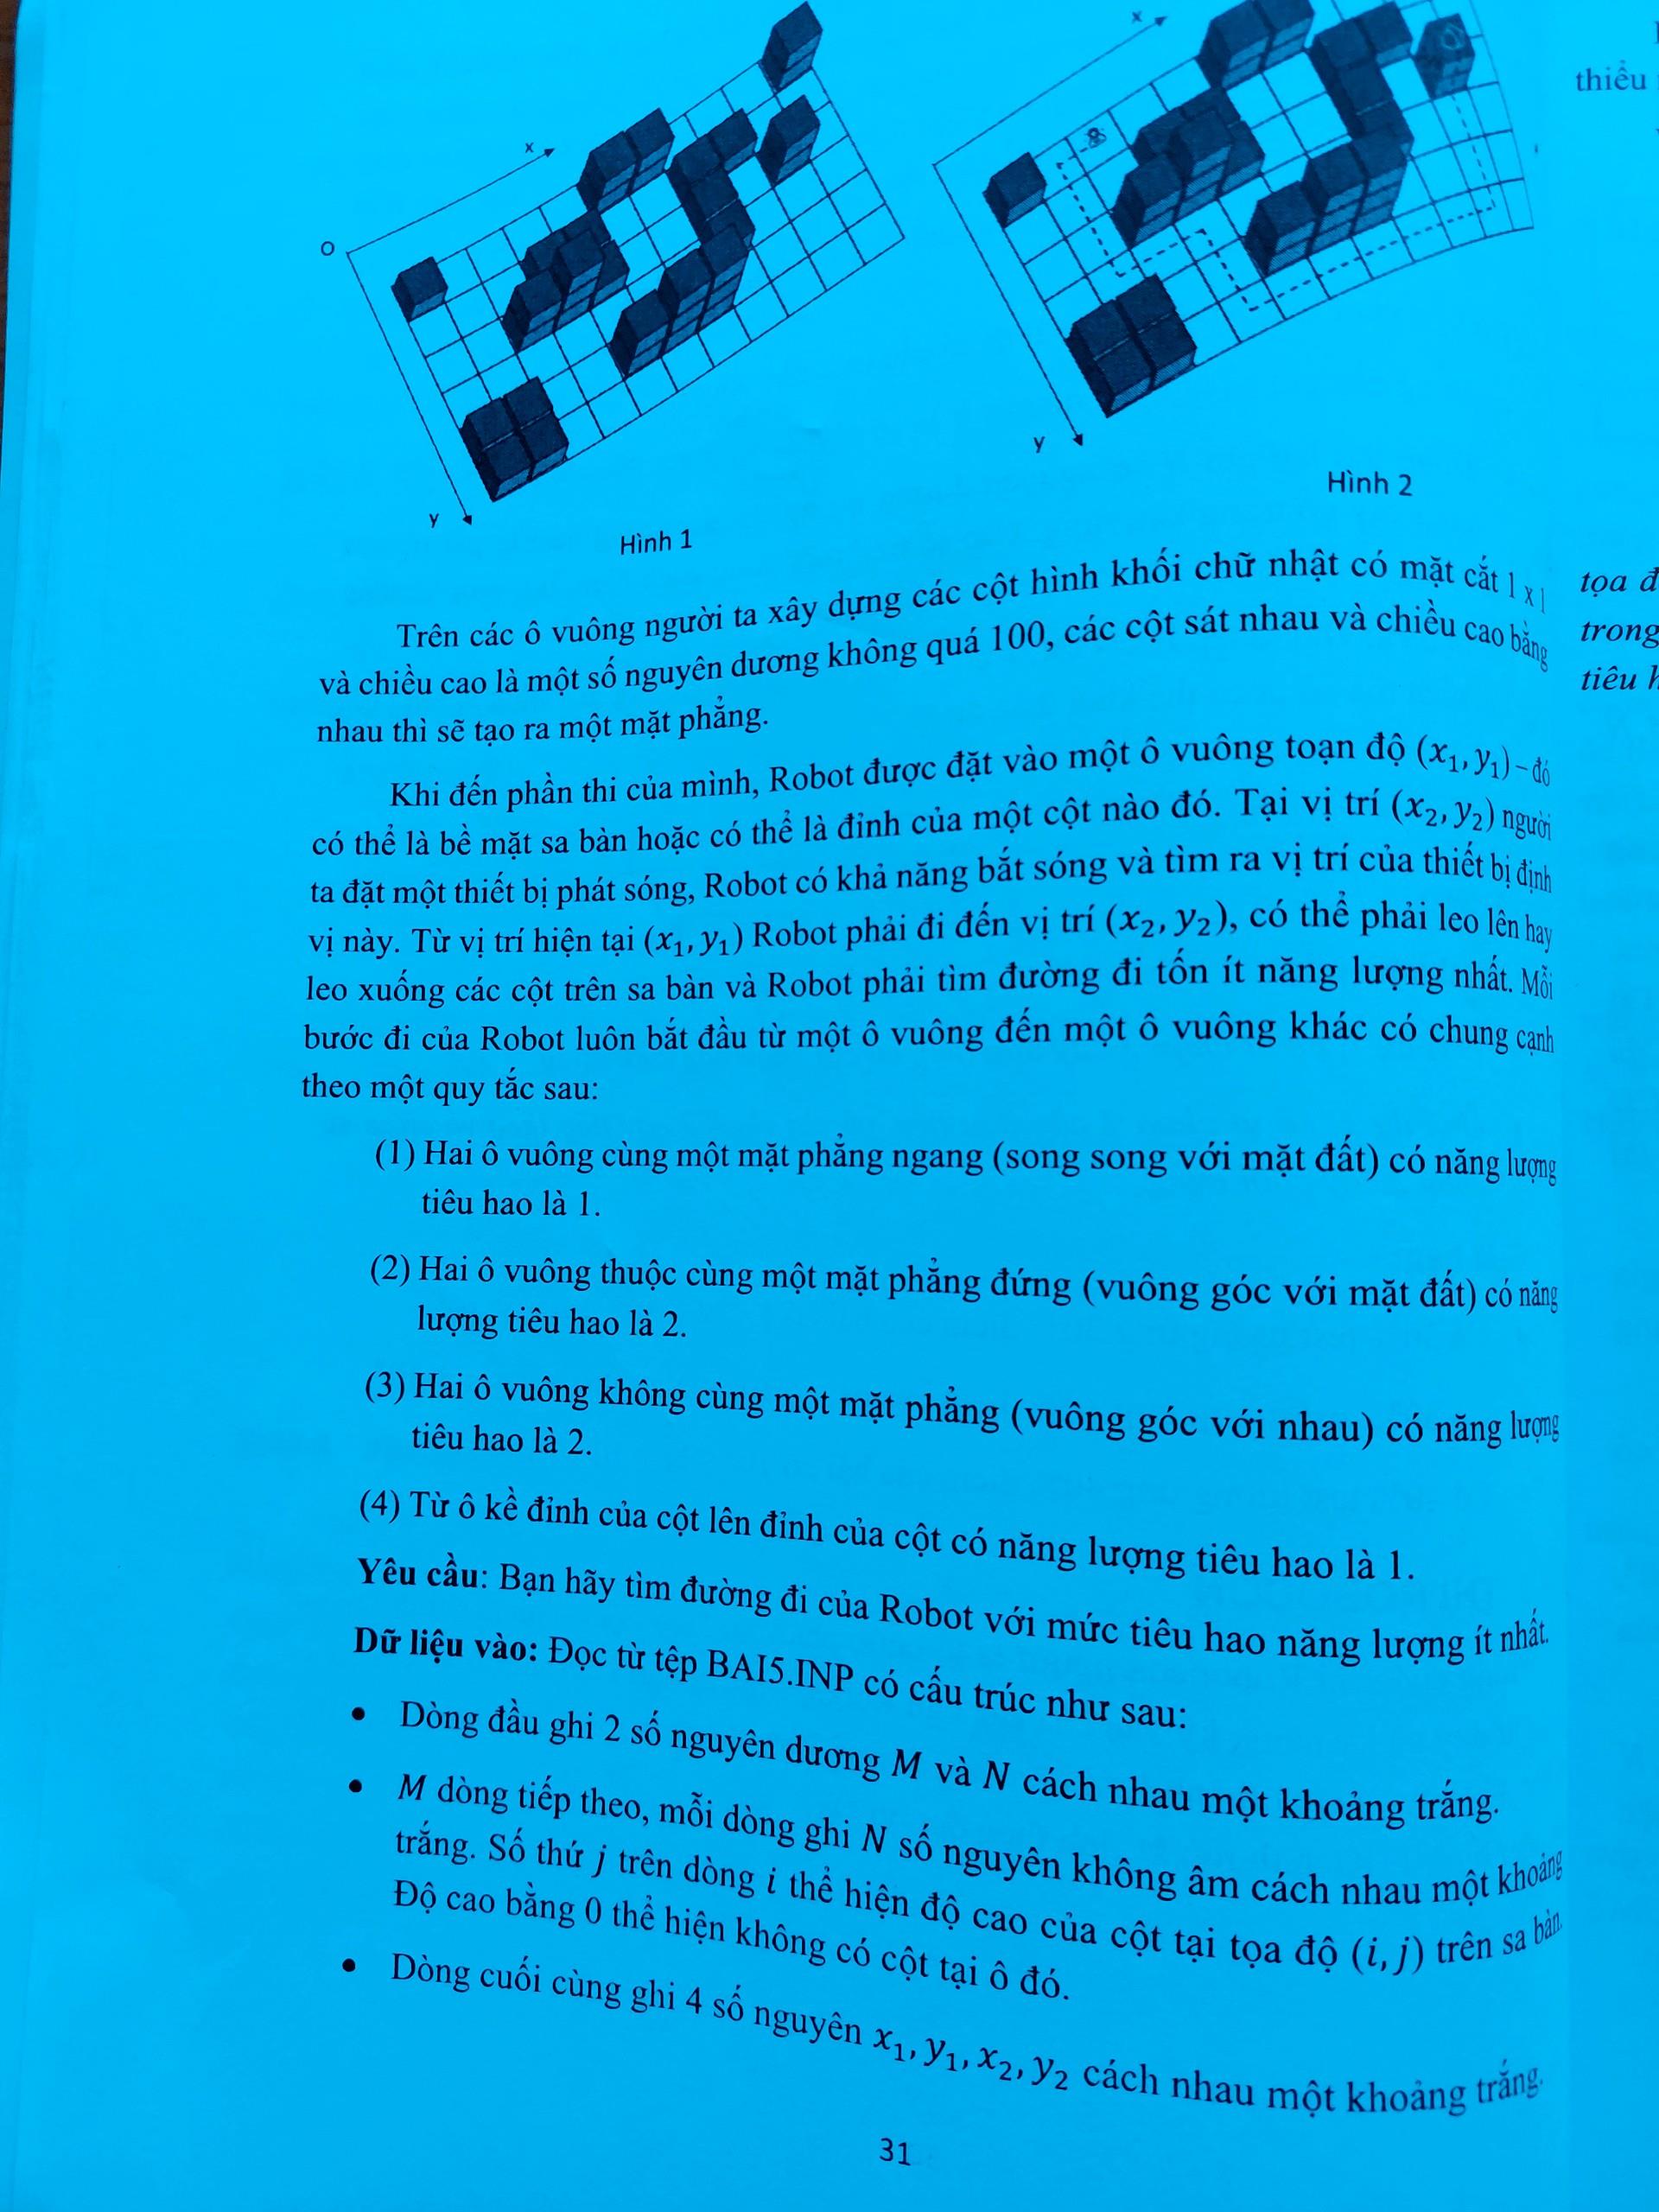 x
x
O
thiểu
y
y
Hình 2
Hình 1
Trên các ô vuông người ta xây dựng các cột hình khối chữ nhật có mặt cắt 1 x 1
và chiều cao là một số nguyên dương không quá 100, các cột sát nhau và chiều cao bằng
nhau thì sẽ tạo ra một mặt phẳng.
Khi đến phần thi của mình, Robot được đặt vào một ô vuông toạn độ (x₁, y₁) – đó
có thể là bề mặt sa bàn hoặc có thể là đỉnh của một cột nào đó. Tại vị trí (x₂, y₂) người
ta đặt một thiết bị phát sóng, Robot có khả năng bắt sóng và tìm ra vị trí của thiết bị định
vị này. Từ vị trí hiện tại (x₁, y₁) Robot phải đi đến vị trí (x₂, y₂), có thể phải leo lên hay
leo xuống các cột trên sa bàn và Robot phải tìm đường đi tốn ít năng lượng nhất. Mỗi
bước đi của Robot luôn bắt đầu từ một ô vuông đến một ô vuông khác có chung cạnh
theo một quy tắc sau:
(1) Hai ô vuông cùng một mặt phẳng ngang (song song với mặt đất) có năng lượng
tiêu hao là 1.
(2) Hai ô vuông thuộc cùng một mặt phẳng đứng (vuông góc với mặt đất) có năng
lượng tiêu hao là 2.
(3) Hai ô vuông không cùng một mặt phẳng (vuông góc với nhau) có năng lượng
tiêu hao là 2.
(4) Từ ô kề đỉnh của cột lên đỉnh của cột có năng lượng tiêu hao là 1.
Yêu cầu: Bạn hãy tìm đường đi của Robot với mức tiêu hao năng lượng ít nhất.
Dữ liệu vào: Đọc từ tệp BAI5.INP có cấu trúc như sau:
• Dòng đầu ghi 2 số nguyên dương M và N cách nhau một khoảng trắng.
• M dòng tiếp theo, mỗi dòng ghi N số nguyên không âm cách nhau một khoảng
trắng. Số thứ j trên dòng i thể hiện độ cao của cột tại tọa độ (i, j) trên sa bàn.
Độ cao bằng 0 thể hiện không có cột tại ô đó.
• Dòng cuối cùng ghi 4 số nguyên x₁, y₁, x₂, y₂ cách nhau một khoảng trắng.
31
tọa
trong
tiêu